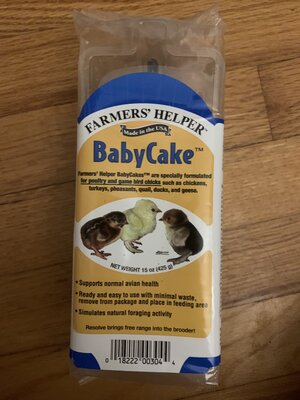 FARMERS' HELPER™
Made in the USA
BabyCake™
Farmers' Helper BabyCakes™ are specially formulated
for poultry and game bird chicks such as chickens,
turkeys, pheasants, quail, ducks, and geese.
NET WEIGHT 15 oz (425 g)
• Supports normal avian health
• Ready and easy to use with minimal waste,
remove from package and place in feeding area
• Simulates natural foraging activity
Resolve brings free range into the brooder!
0 18222 00304 4